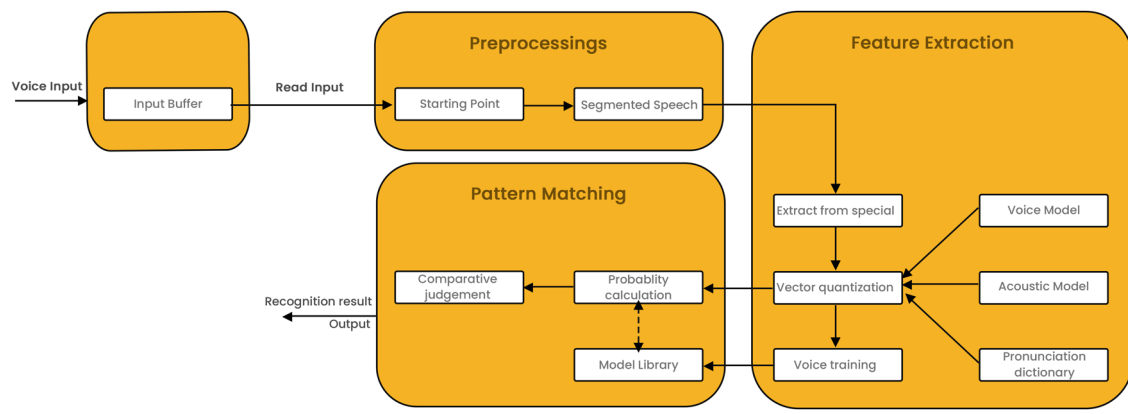 Voice Input
Input Buffer
Read Input
Preprocessings
Starting Point
Segmented Speech
Feature Extraction
Extract from special
Voice Model
Vector quantization
Acoustic Model
Voice training
Pronunciation
dictionary
Pattern Matching
Comparative
judgement
Probablity
calculation
Model Library
Recognition result
Output